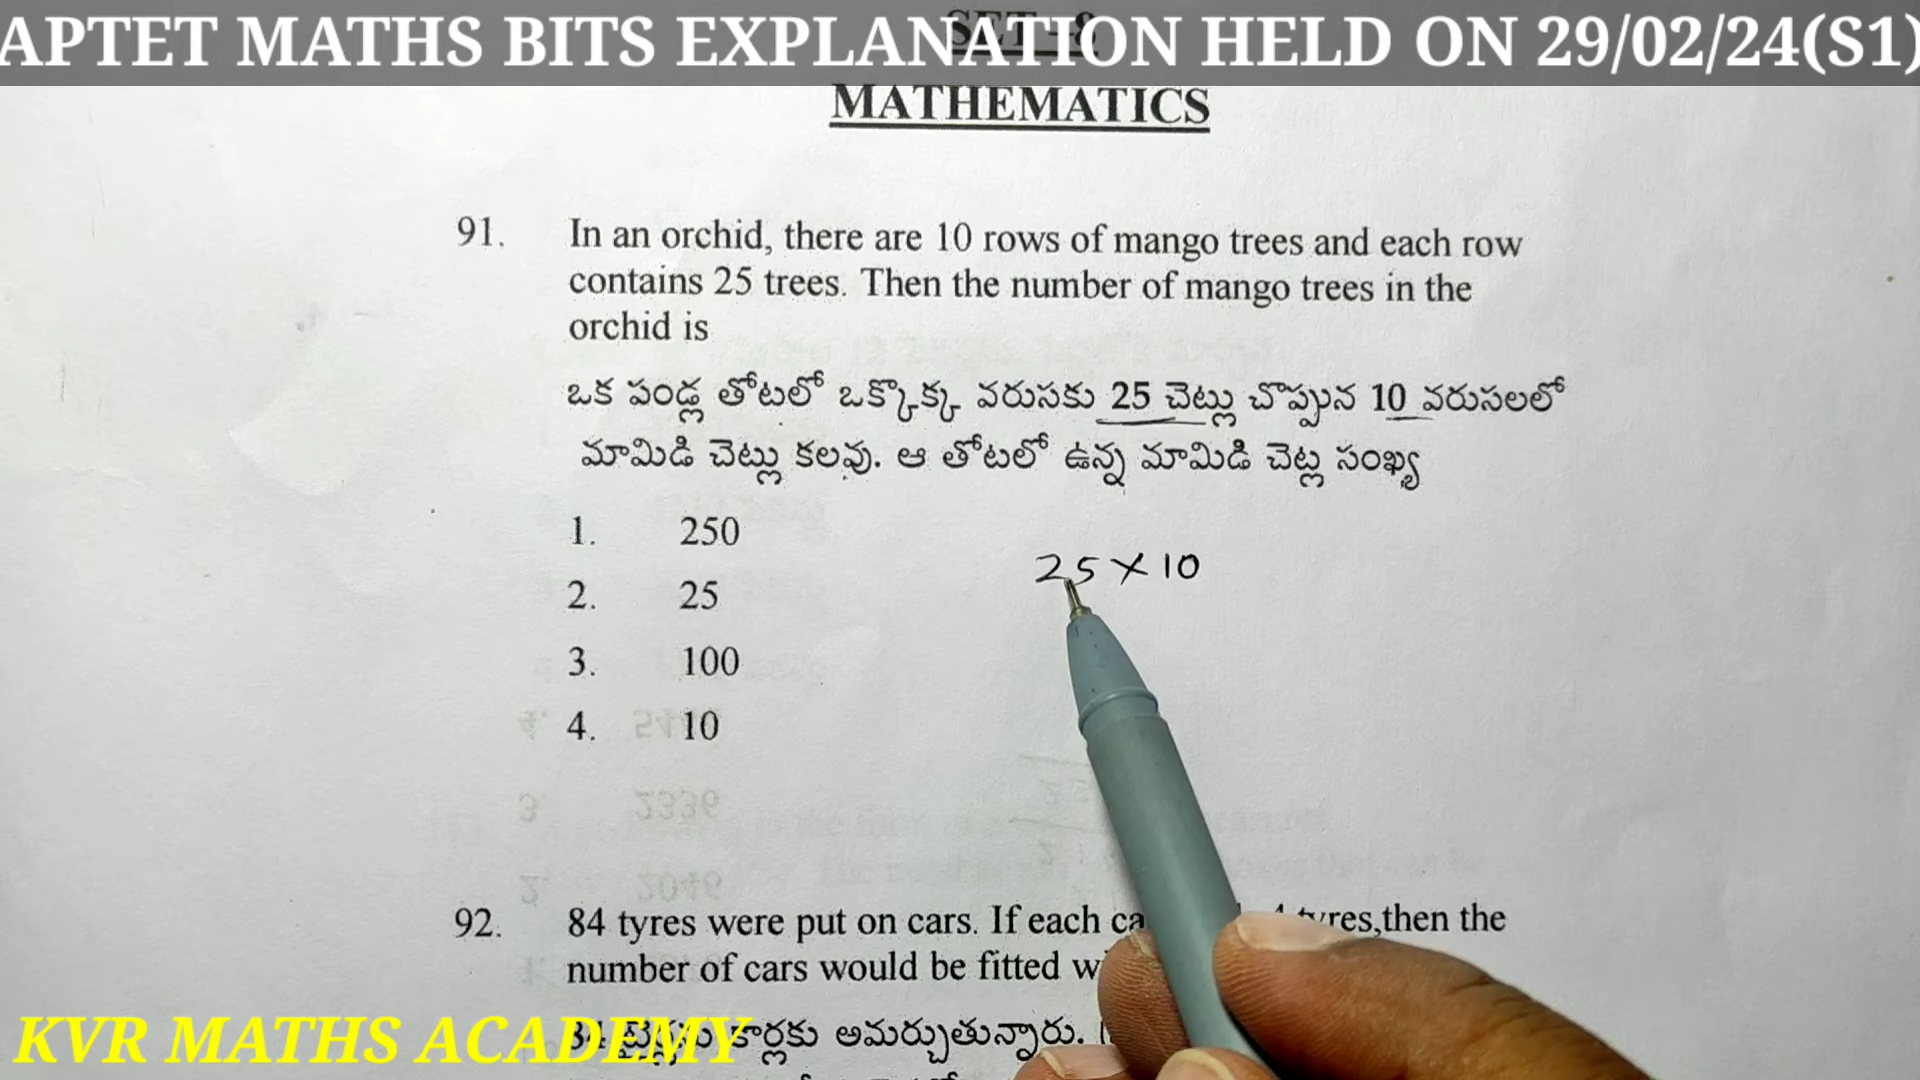 APTET MATHS BITS EXPLANATION HELD ON 29/02/24(S1)
SET-8
MATHEMATICS
91. In an orchid, there are 10 rows of mango trees and each row
contains 25 trees. Then the number of mango trees in the
orchid is
ఒక పండ్ల తోటలో ఒక్కొక్క వరుసకు 25 చెట్లు చొప్పున 10 వరుసలలో
మామిడి చెట్లు కలవు. ఆ తోటలో ఉన్న మామిడి చెట్ల సంఖ్య
1. 250
25×10
2. 25
3. 100
4. 10
92. 84 tyres were put on cars. If each 4 tyres,then the
number of cars would be fitted
84 కార్లకు అమర్చుతున్నారు.
KVR MATHS ACADEMY